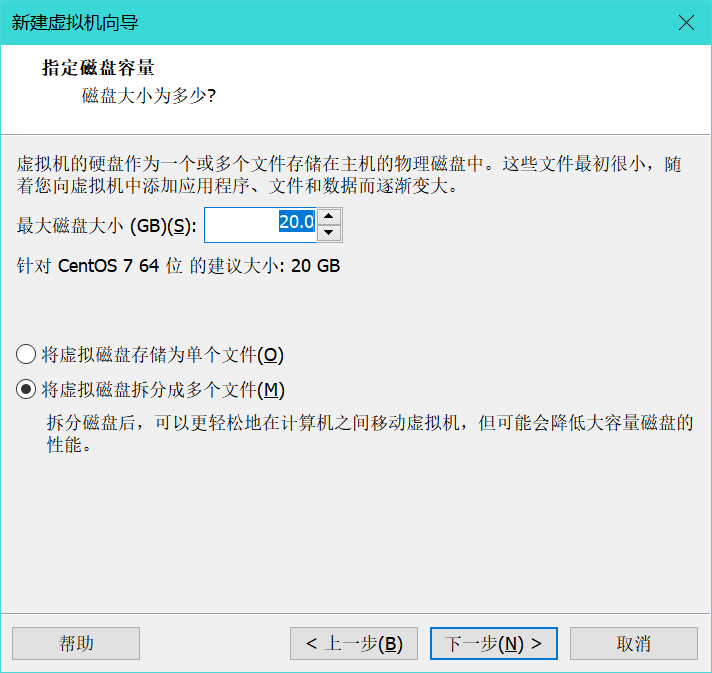 新建虚拟机向导
指定磁盘容量
磁盘大小为多少?
虚拟机的硬盘作为一个或多个文件存储在主机的物理磁盘中。这些文件最初很小，随
着您向虚拟机中添加应用程序、文件和数据而逐渐变大。
最大磁盘大小 (GB)(S): 20.0
针对 CentOS 7 64 位 的建议大小: 20 GB
将虚拟磁盘存储为单个文件(O)
将虚拟磁盘拆分成多个文件(M)
拆分磁盘后，可以更轻松地在计算机之间移动虚拟机，但可能会降低大容量磁盘的
性能。
帮助 < 上一步(B) 下一步(N) > 取消